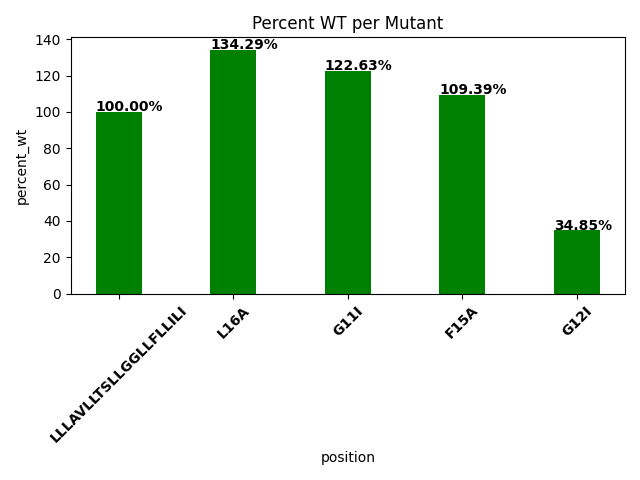 Percent WT per Mutant
percent_wt
140
120
100
80
60
40
20
0
100.00%
134.29%
122.63%
109.39%
34.85%
LLLAVLLTSLLGGLLFLLILI
L16A
G11I
F15A
G12I
position